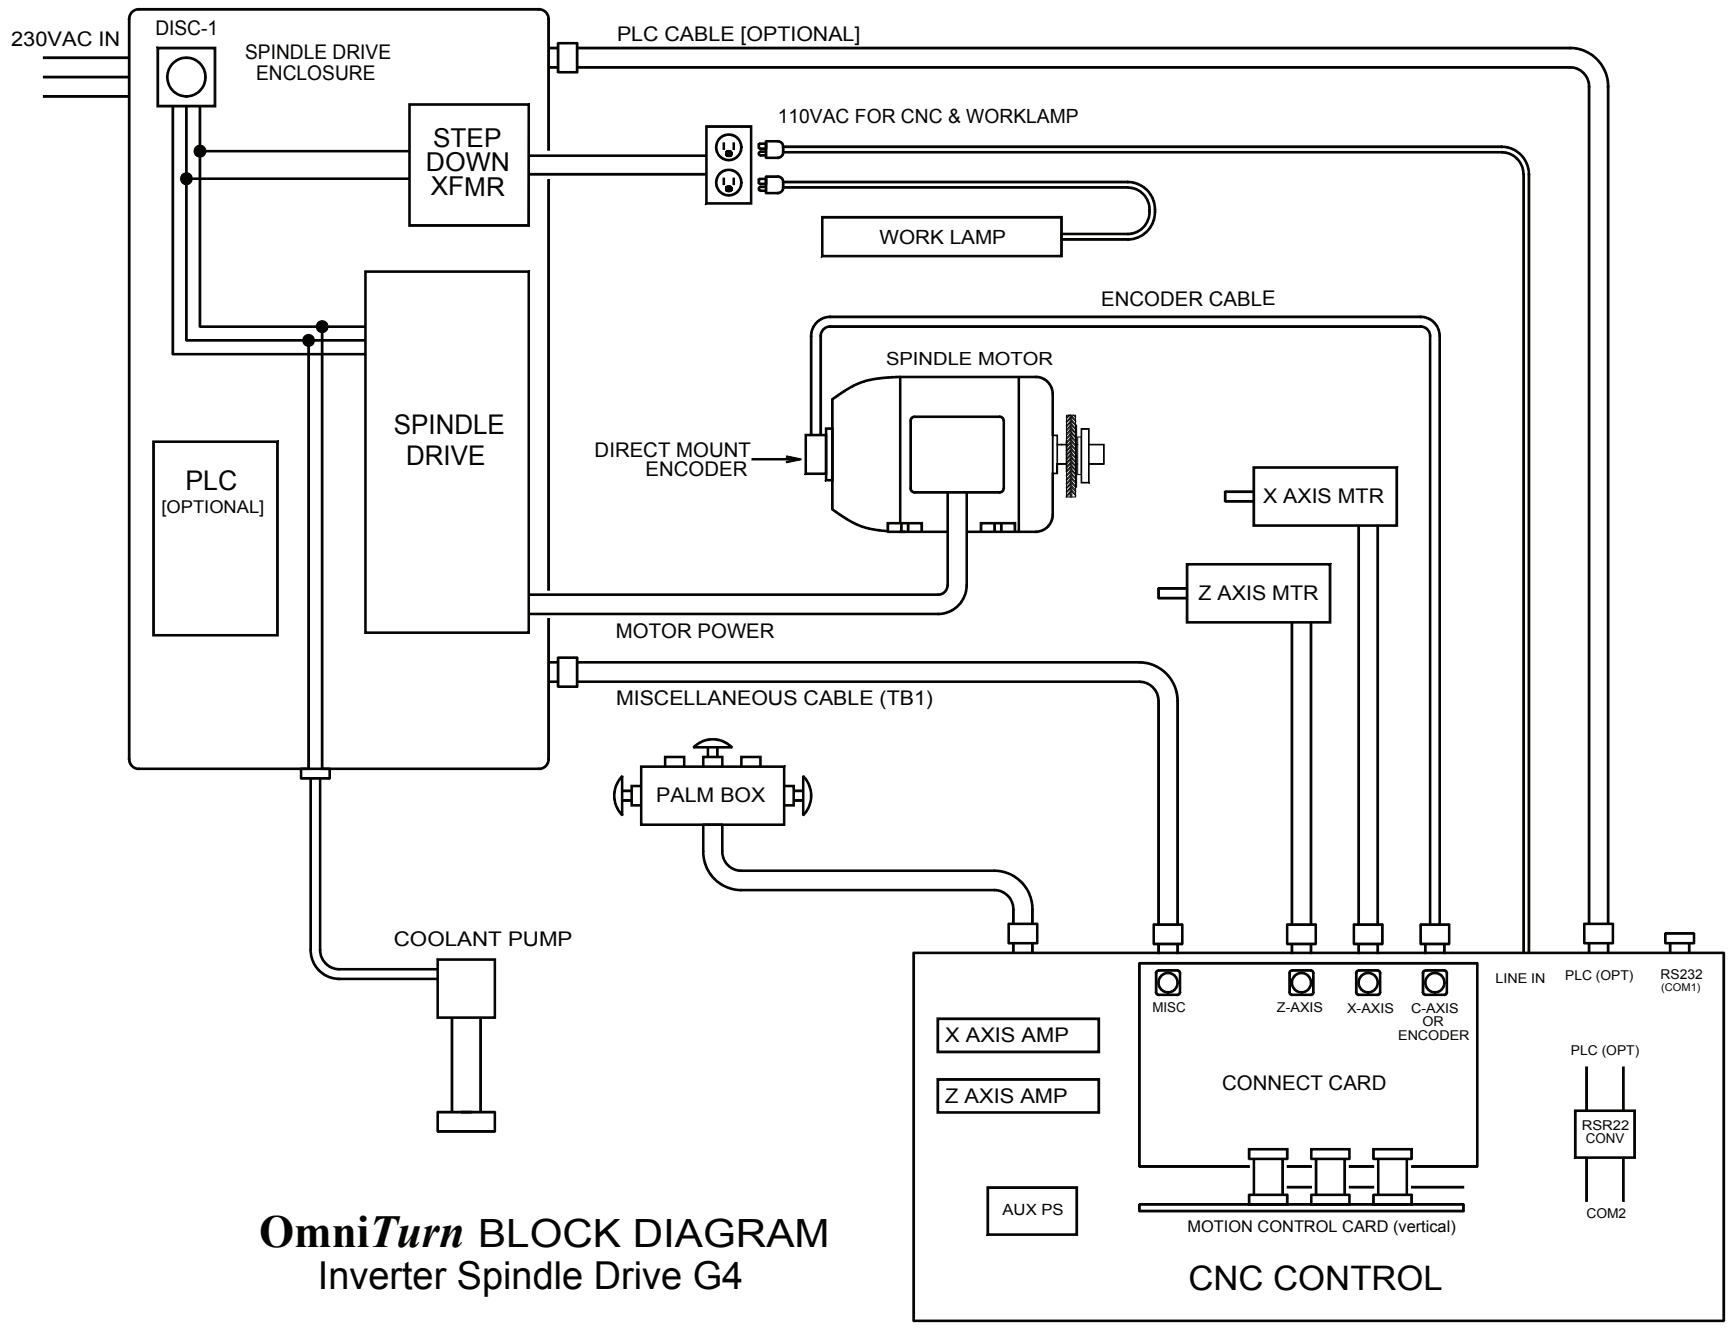 230VAC IN
DISC-1
SPINDLE DRIVE
ENCLOSURE
PLC CABLE [OPTIONAL]
STEP
DOWN
XFMR
110VAC FOR CNC & WORKLAMP
WORK LAMP
ENCODER CABLE
SPINDLE MOTOR
SPINDLE
DRIVE
DIRECT MOUNT
ENCODER
PLC
[OPTIONAL]
X AXIS MTR
Z AXIS MTR
MOTOR POWER
MISCELLANEOUS CABLE (TB1)
PALM BOX
COOLANT PUMP
MISC
Z-AXIS
X-AXIS
C-AXIS
OR
ENCODER
LINE IN
PLC (OPT)
RS232
(COM1)
X AXIS AMP
Z AXIS AMP
CONNECT CARD
PLC (OPT)
RSR22
CONV
COM2
AUX PS
MOTION CONTROL CARD (vertical)
CNC CONTROL
OmniTurn BLOCK DIAGRAM
Inverter Spindle Drive G4